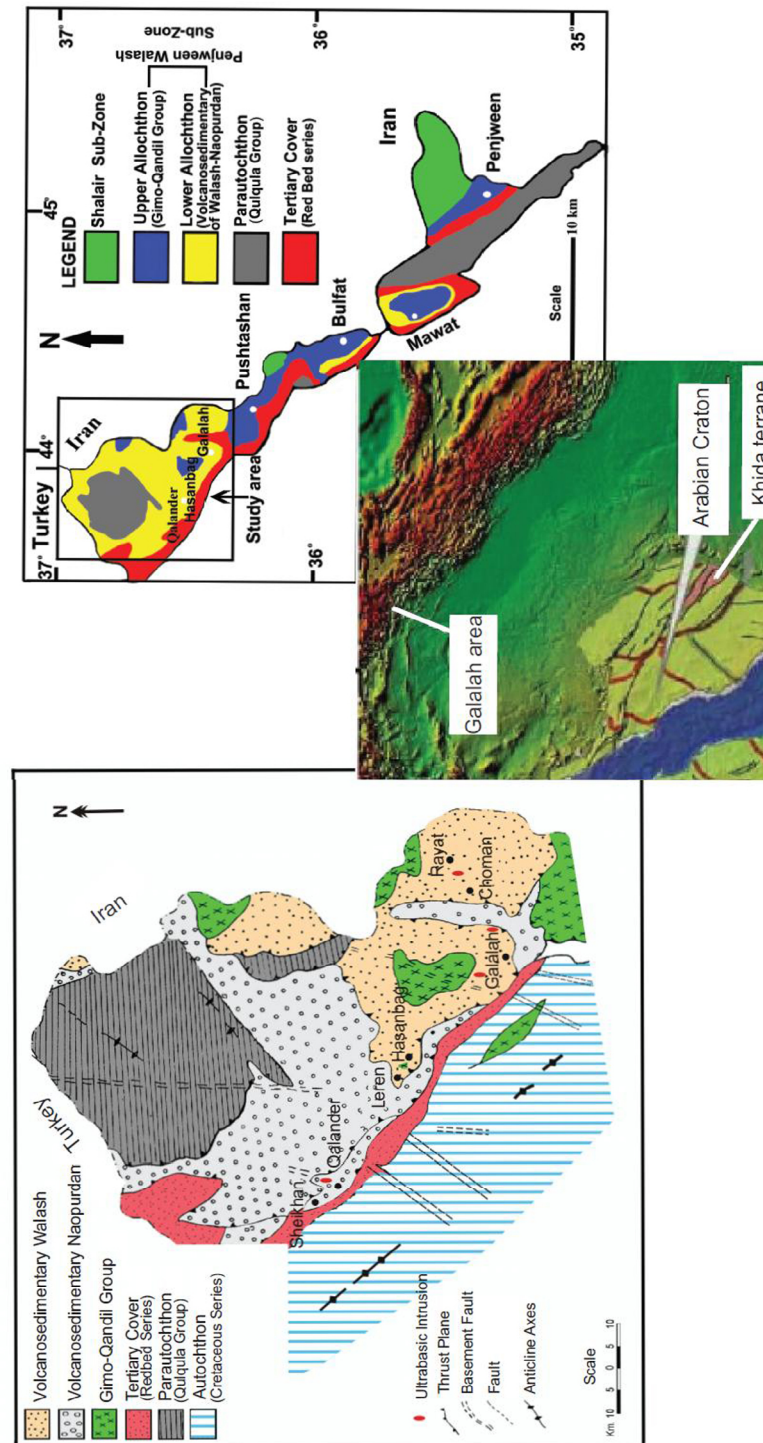 Turkey
Iran
Volcanosedimentary Walash
Volcanosedimentary Naopurdan
Gimo-Qandil Group
Tertiary Cover
(Redbed Series)
Parautochthon
(Qulqula Group)
Autochthon
(Cretaceous Series)
N
Sheikhan
Qalander
Leren
Hasanbag
Galalah
Rayat
Choman
Ultrabasic Intrusion
Thrust Plane
Basement Fault
Fault
Anticline Axes
Scale
Km. 10 5 0 5 10
37°
44°
45°
37°
36°
36°
35°
Turkey
Iran
N
LEGEND
Shalair Sub-Zone
Upper Allochthon
(Gimo-Qandil Group)
Lower Allochthon
(Volcanosedimentary
of Walash-Naopurdan)
Penjween Walash
Sub-Zone
Parautochthon
(Qulqula Group)
Tertiary Cover
(Red Bed series)
Qalander
Hasanbag
Galalah
Study area
Pushtashan
Bulfat
Mawat
Iran
Penjween
Scale
10 km
Galalah area
Arabian Craton
Khida terrane